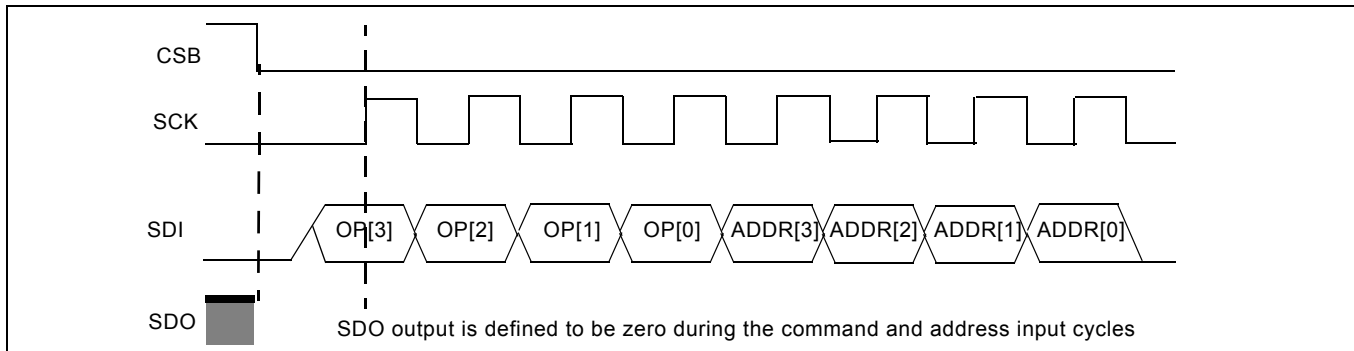 CSB
SCK
SDI OP[3] OP[2] OP[1] OP[0] ADDR[3] ADDR[2] ADDR[1] ADDR[0]
SDO SDO output is defined to be zero during the command and address input cycles